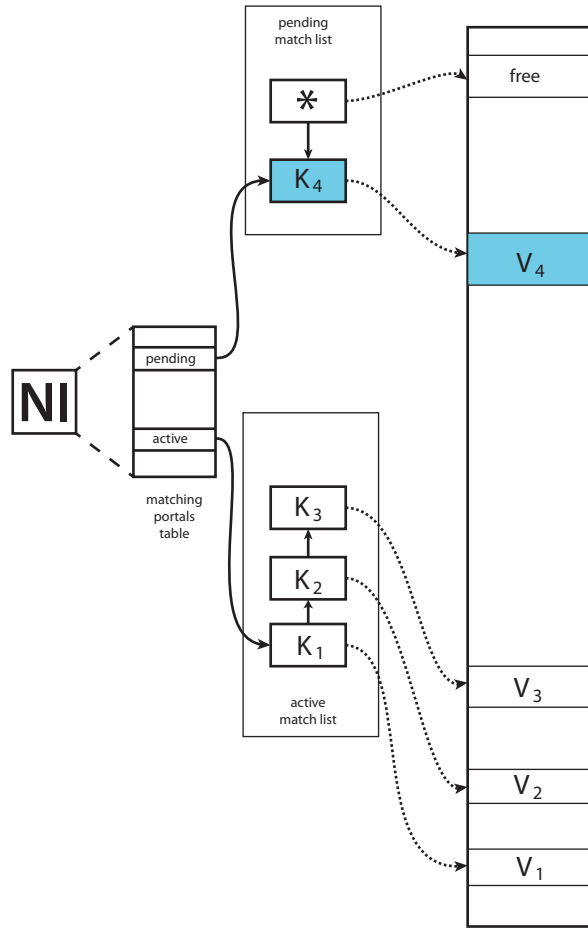 pending
match list
*
free
K4
V4
pending
NI
active
matching
portals
table
K3
K2
K1
active
match list
V3
V2
V1